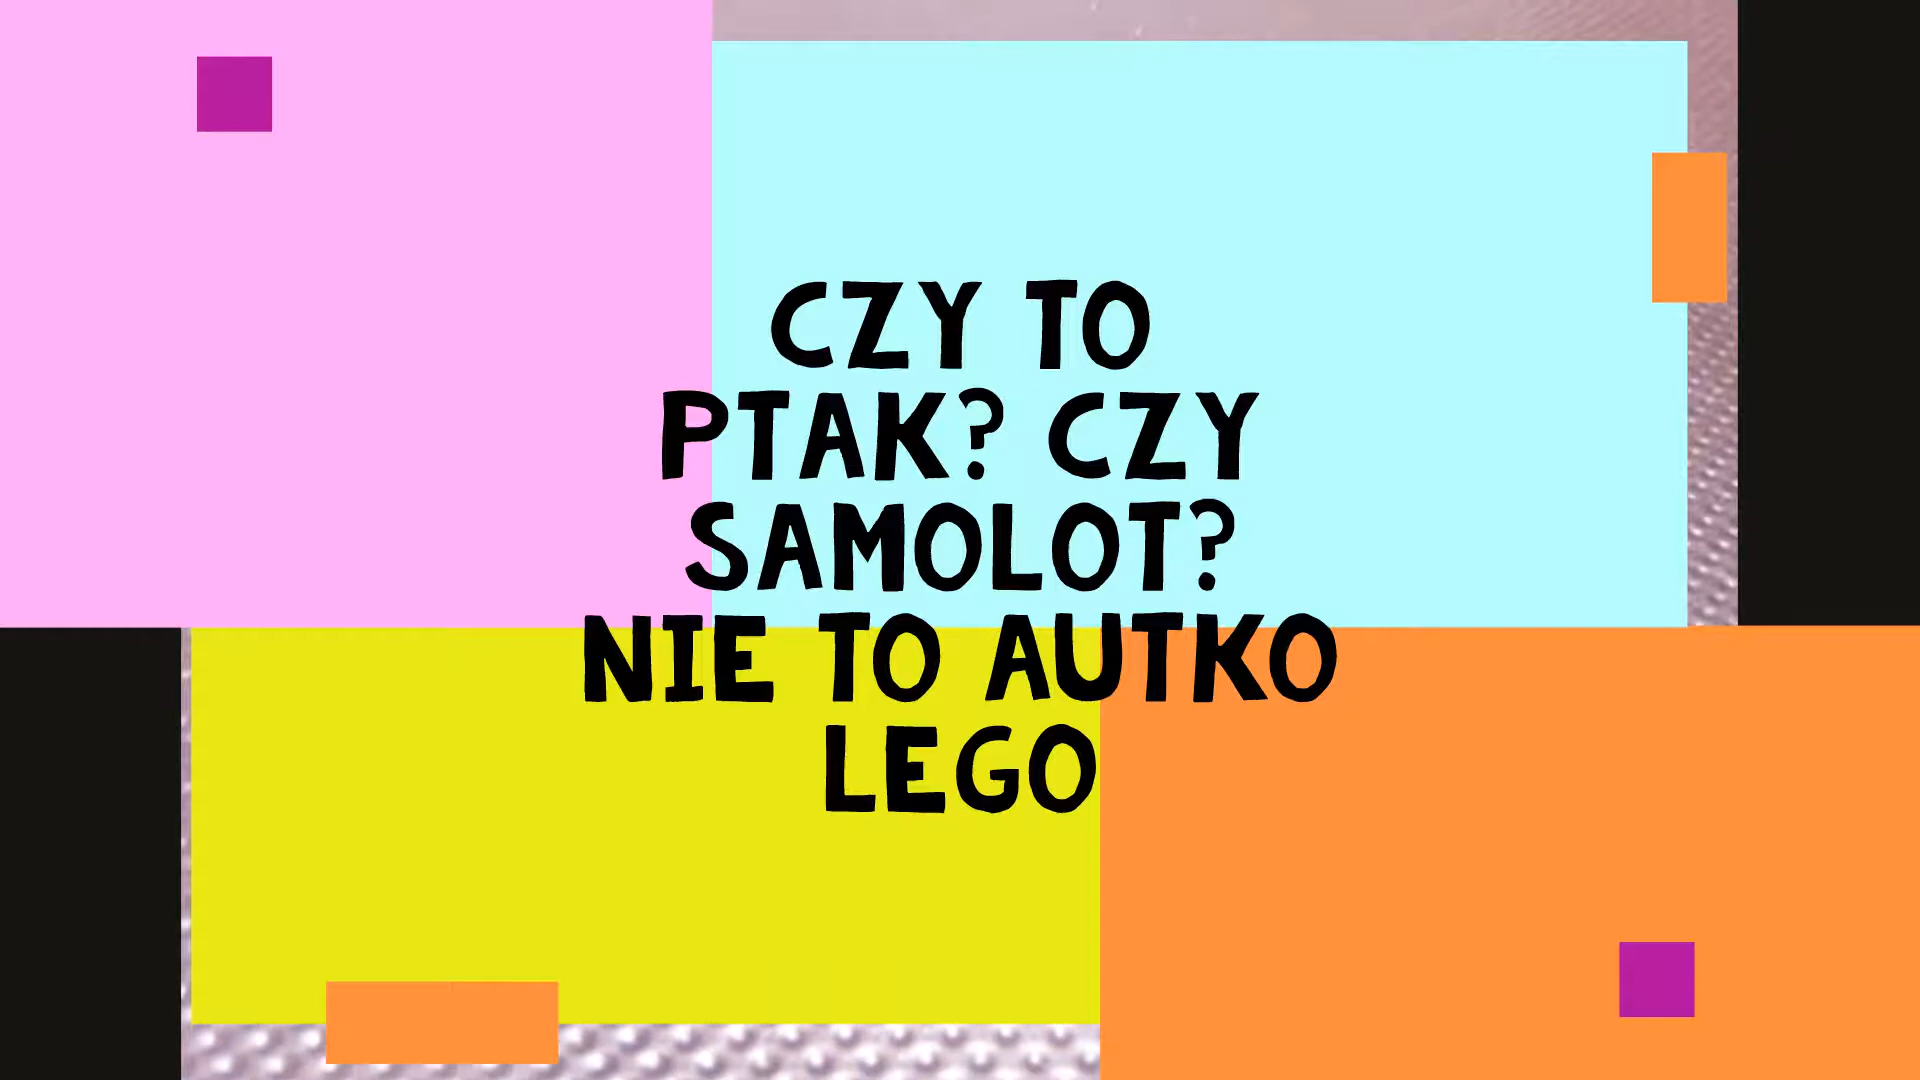 CZY TO
PTAK? CZY
SAMOLOT?
NIE TO AUTKO
LEGO